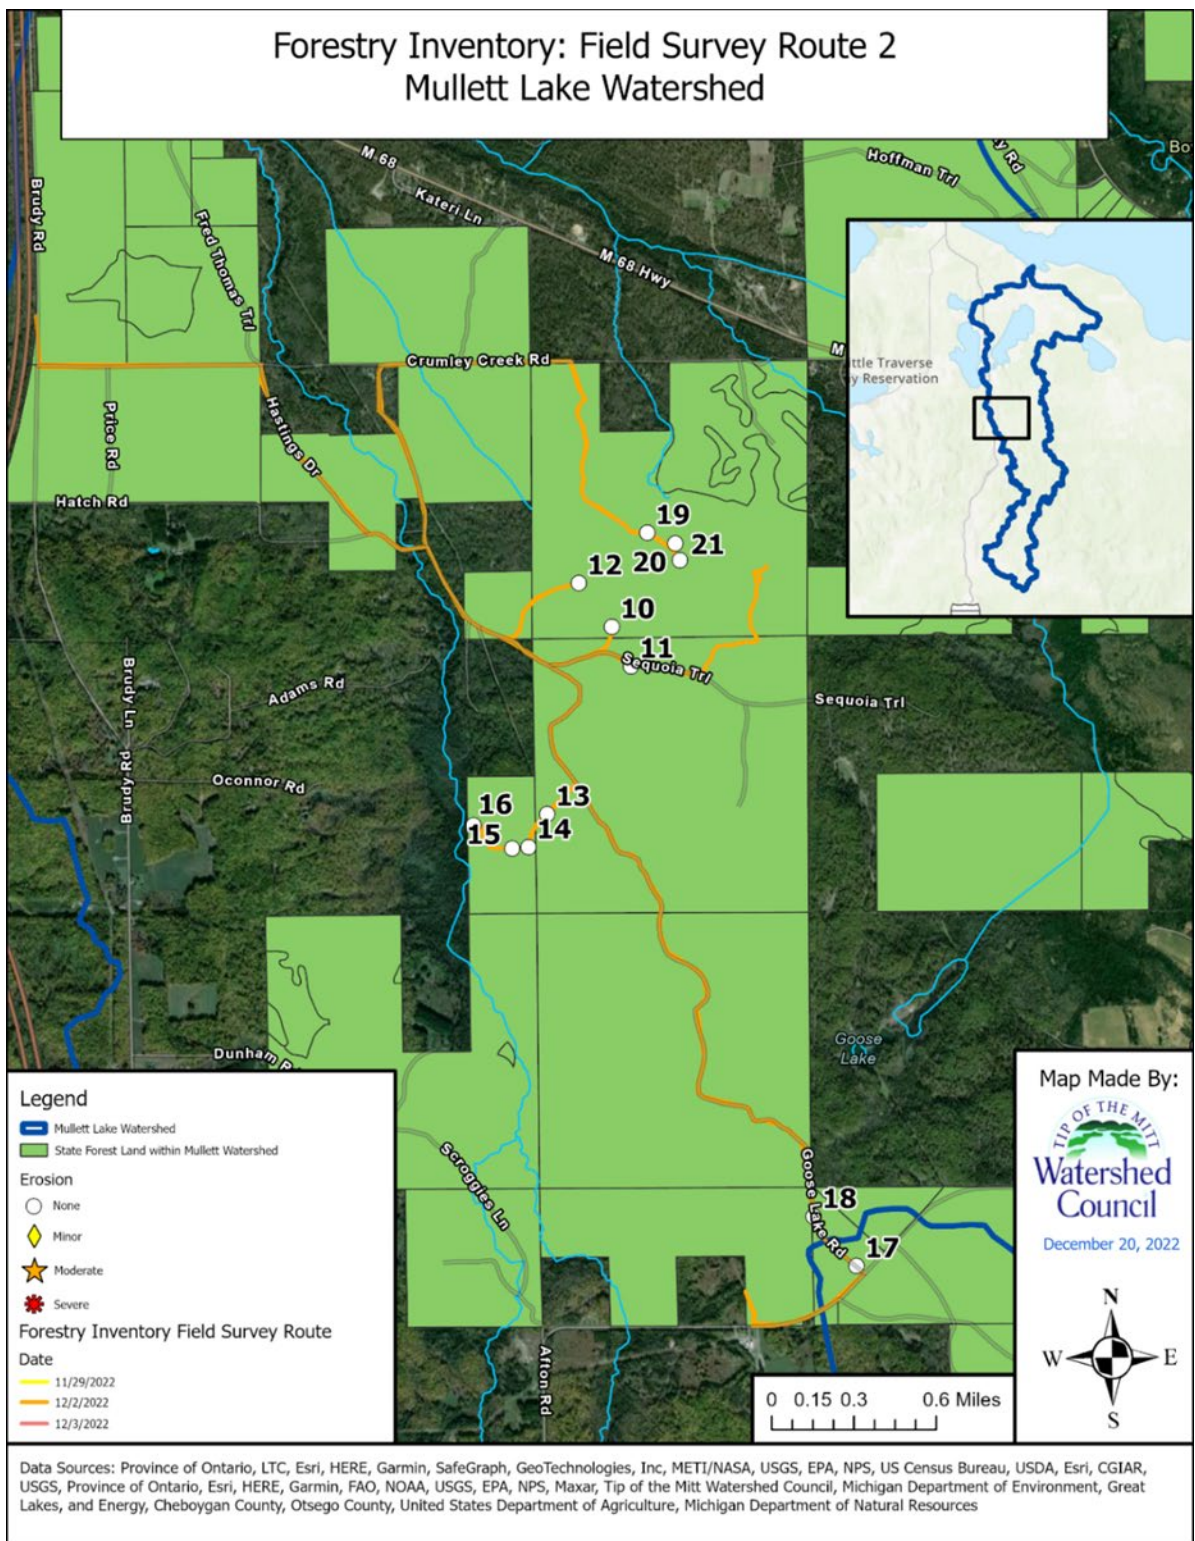 Forestry Inventory: Field Survey Route 2
Mullett Lake Watershed
M 68
Kateri Ln
M 68 Hwy
Hoffman Trl
y Rd
Bo
Brudy Rd
Fred Thomas Trl
Crumley Creek Rd
M
ttle Traverse
y Reservation
Price Rd
Hastings Dr
Hatch Rd
19
21
20
12
10
11
Sequoia Trl
Sequoia Trl
Adams Rd
Brudy Ln
Oconnor Rd
Brudy Rd
13
16
15
14
Goose
Lake
Dunham R
Scroggies Ln
Goose Lake Rd
18
17
Afton Rd
Legend
Mullett Lake Watershed
State Forest Land within Mullett Watershed
Erosion
None
Minor
Moderate
Severe
Forestry Inventory Field Survey Route
Date
11/29/2022
12/2/2022
12/3/2022
0 0.15 0.3 0.6 Miles
Map Made By:
TIP OF THE MITT
Watershed
Council
December 20, 2022
N
W E
S
Data Sources: Province of Ontario, LTC, Esri, HERE, Garmin, SafeGraph, GeoTechnologies, Inc, METI/NASA, USGS, EPA, NPS, US Census Bureau, USDA, Esri, CGIAR,
USGS, Province of Ontario, Esri, HERE, Garmin, FAO, NOAA, USGS, EPA, NPS, Maxar, Tip of the Mitt Watershed Council, Michigan Department of Environment, Great
Lakes, and Energy, Cheboygan County, Otsego County, United States Department of Agriculture, Michigan Department of Natural Resources